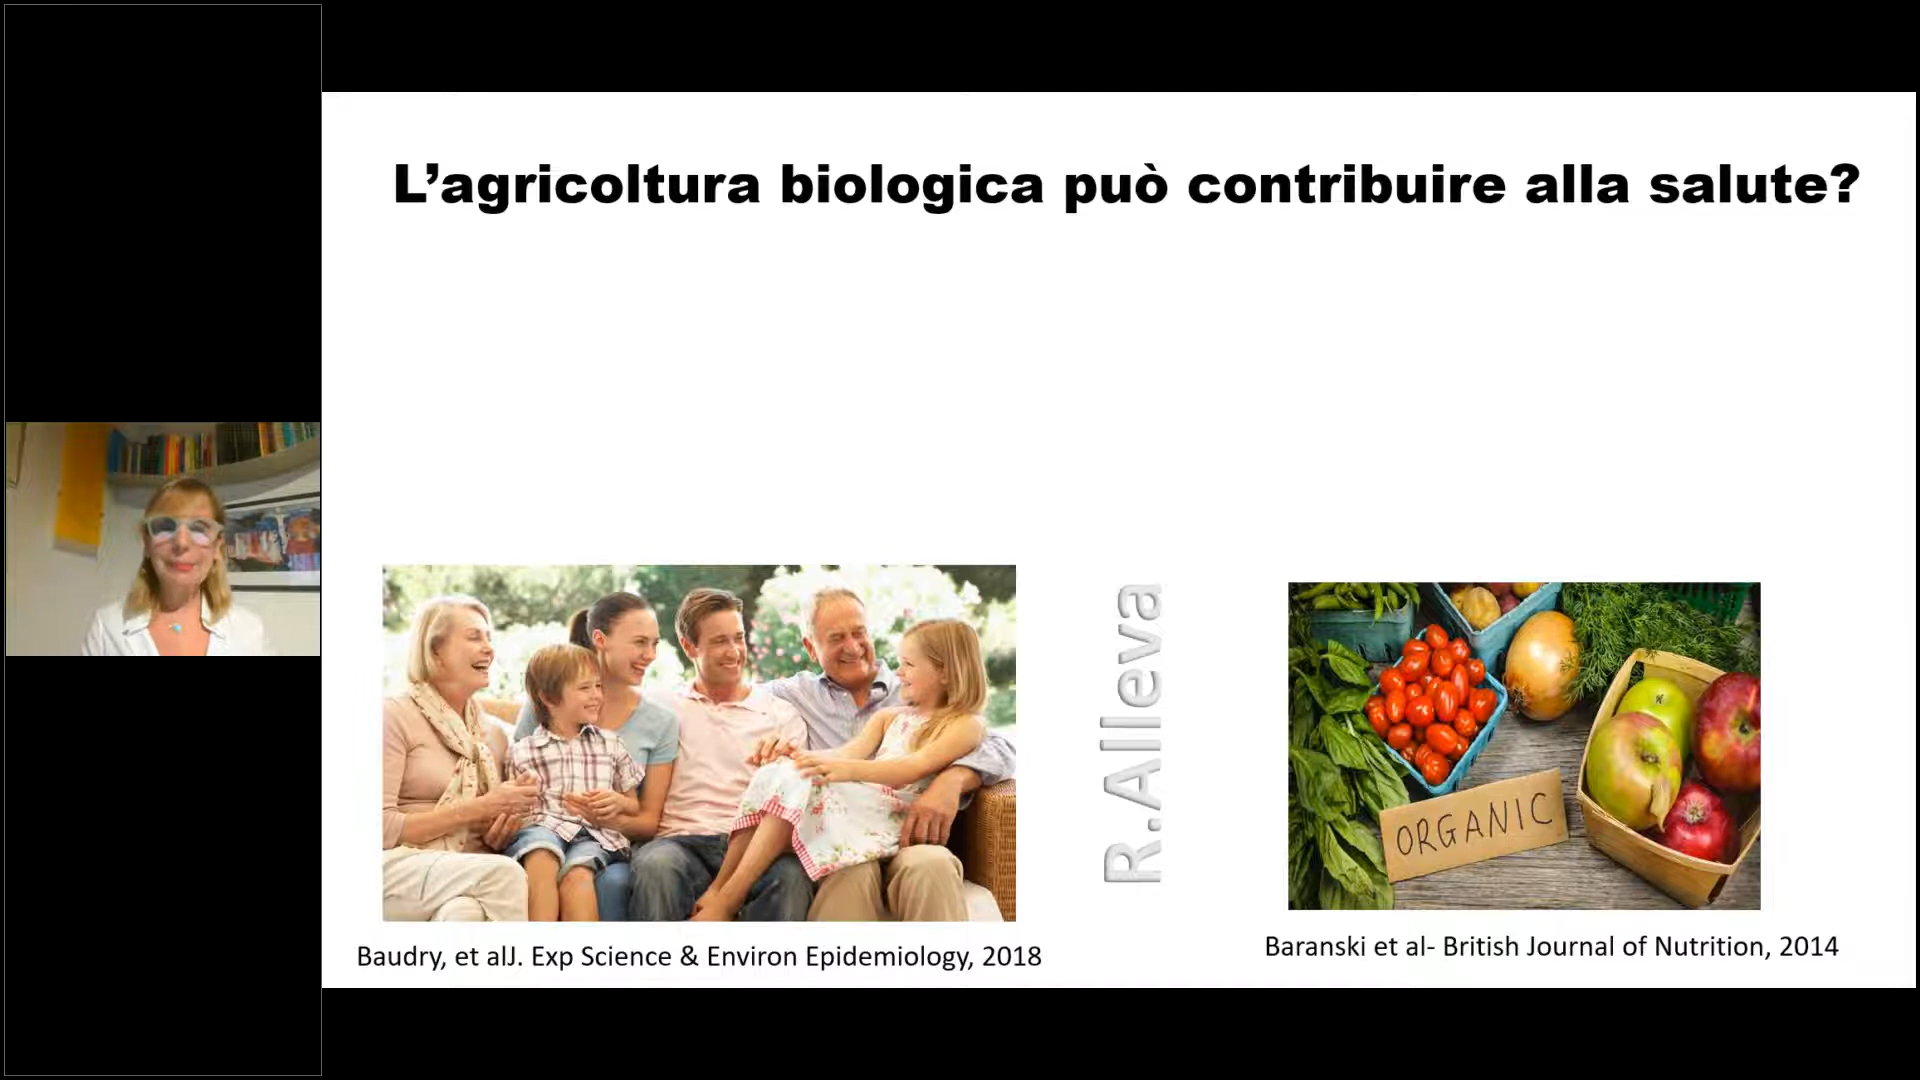 L’agricoltura biologica può contribuire alla salute?
R.Alleva
ORGANIC
Baudry, et alJ. Exp Science & Environ Epidemiology, 2018
Baranski et al- British Journal of Nutrition, 2014